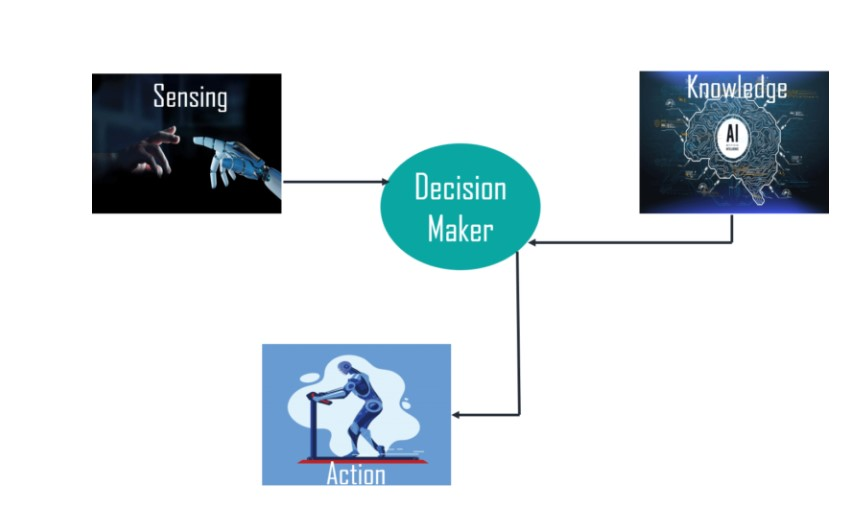 Sensing
Knowledge
AI
Decision
Maker
Action